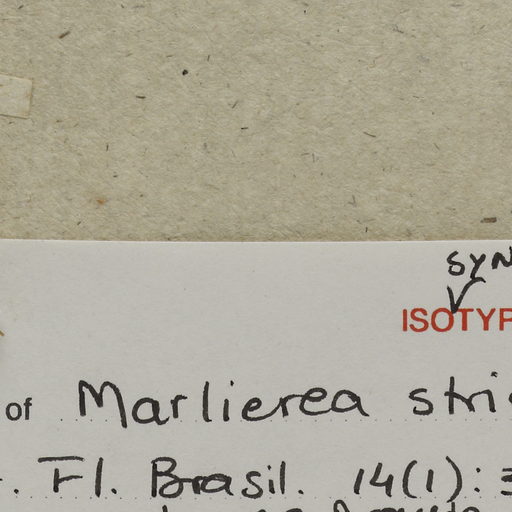 SYN
ISOTYP
of Marlierea stri
. Fl. Brasil. 14(1): 3